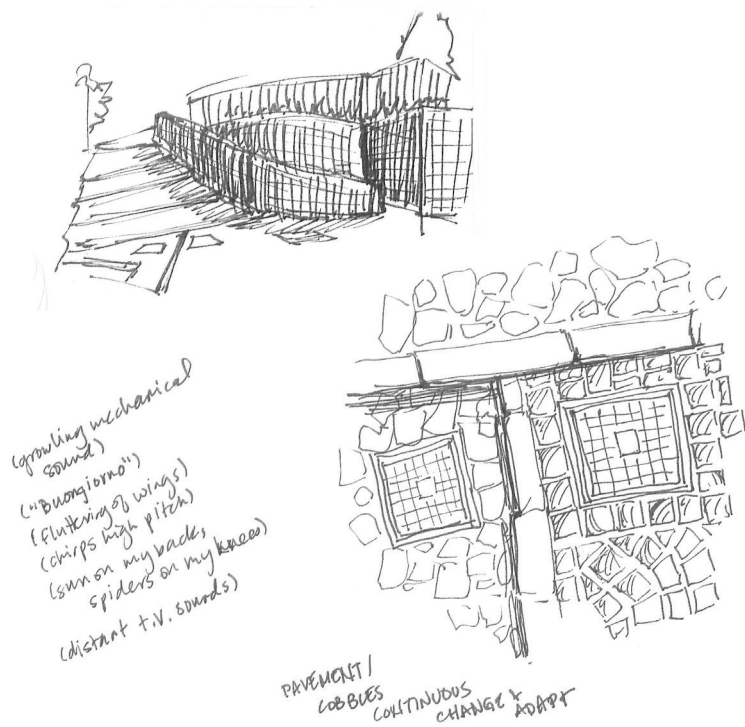 (growling mechanical
sound)
("Buongiorno")
(fluttering of wings)
(chirps high pitch)
(sun on my back,
spiders on my knees)
(distant t.v. sounds)
PAVEMENT/
COBBLES
CONTINUOUS
CHANGE + ADAPT